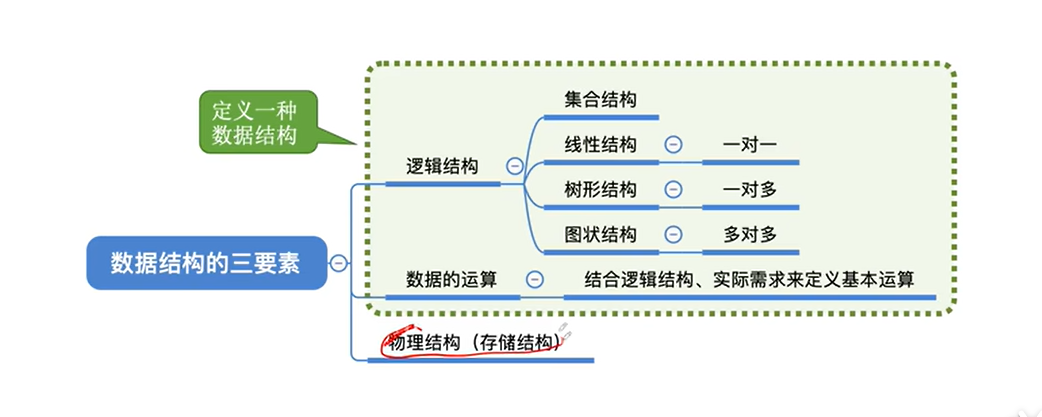 定义一种
数据结构
集合结构
线性结构
一对一
逻辑结构
树形结构
一对多
图状结构
多对多
数据结构的三要素
数据的运算
结合逻辑结构、实际需求来定义基本运算
物理结构（存储结构）